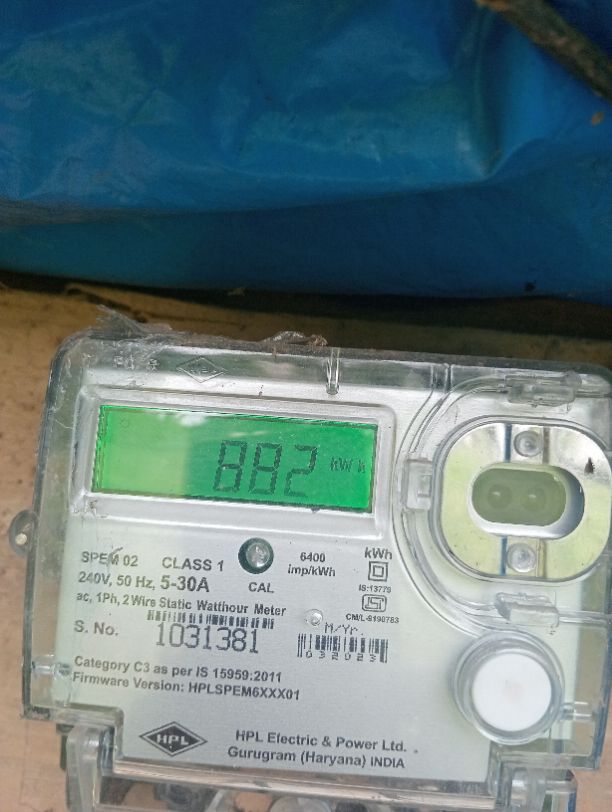 882 kWh
SPEM 02 CLASS 1 CAL 6400 imp/kWh kWh
240V, 50 Hz, 5-30A
IS:13779
ac, 1Ph, 2 Wire Static Watthour Meter
CM/L-9190783
S. No. 1031381 M/Yr.
032023
Category C3 as per IS 15959:2011
Firmware Version: HPLSPEM6XXX01
HPL
HPL Electric & Power Ltd.
Gurugram (Haryana) INDIA